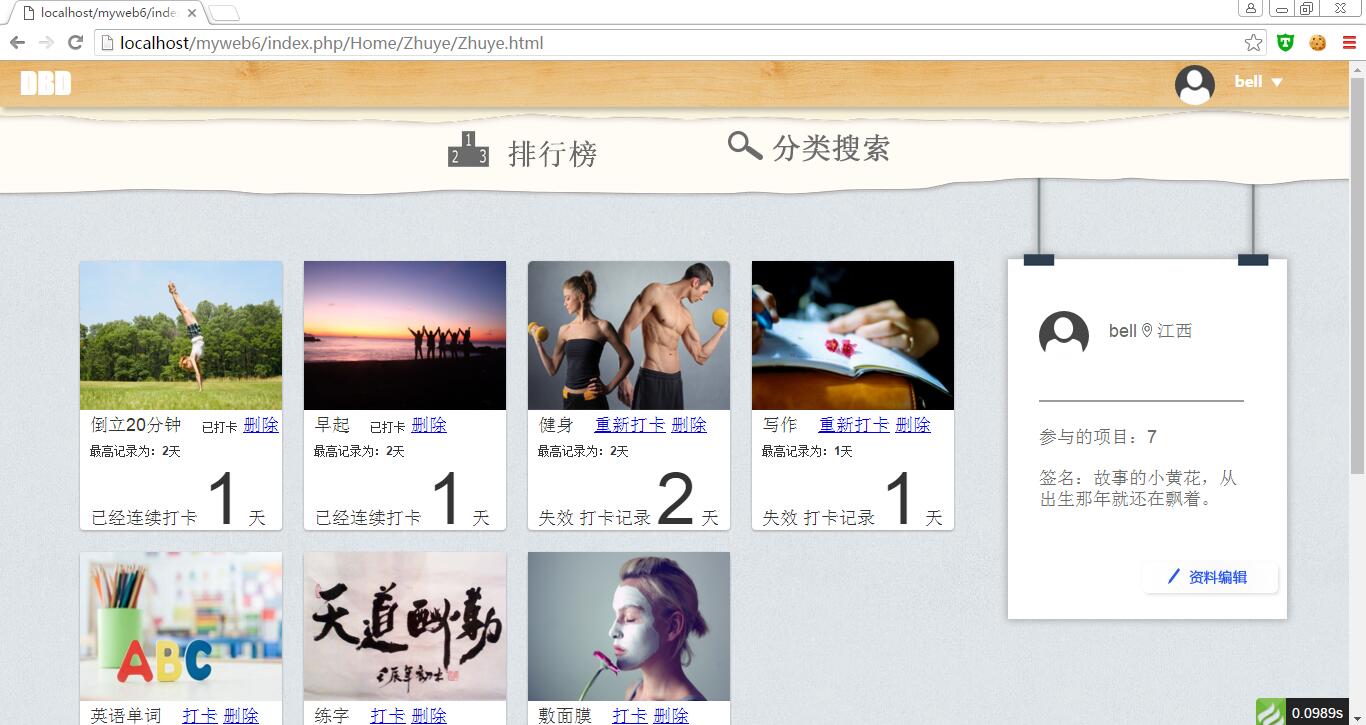 localhost/myweb6/inde
localhost/myweb6/index.php/Home/Zhuye/Zhuye.html
DBD
bell
1
2 3
排行榜
分类搜索
倒立20分钟 已打卡 删除
最高记录为：2天
已经连续打卡 1 天
早起 已打卡 删除
最高记录为：2天
已经连续打卡 1 天
健身 重新打卡 删除
最高记录为：2天
失效 打卡记录 2 天
写作 重新打卡 删除
最高记录为：1天
失效 打卡记录 1 天
bell 江西
参与的项目：7
签名：故事的小黄花，从
出生那年就还在飘着。
资料编辑
ABC
英语单词 打卡 删除
天道酬勤
练字 打卡 删除
敷面膜 打卡 删除
0.0989s